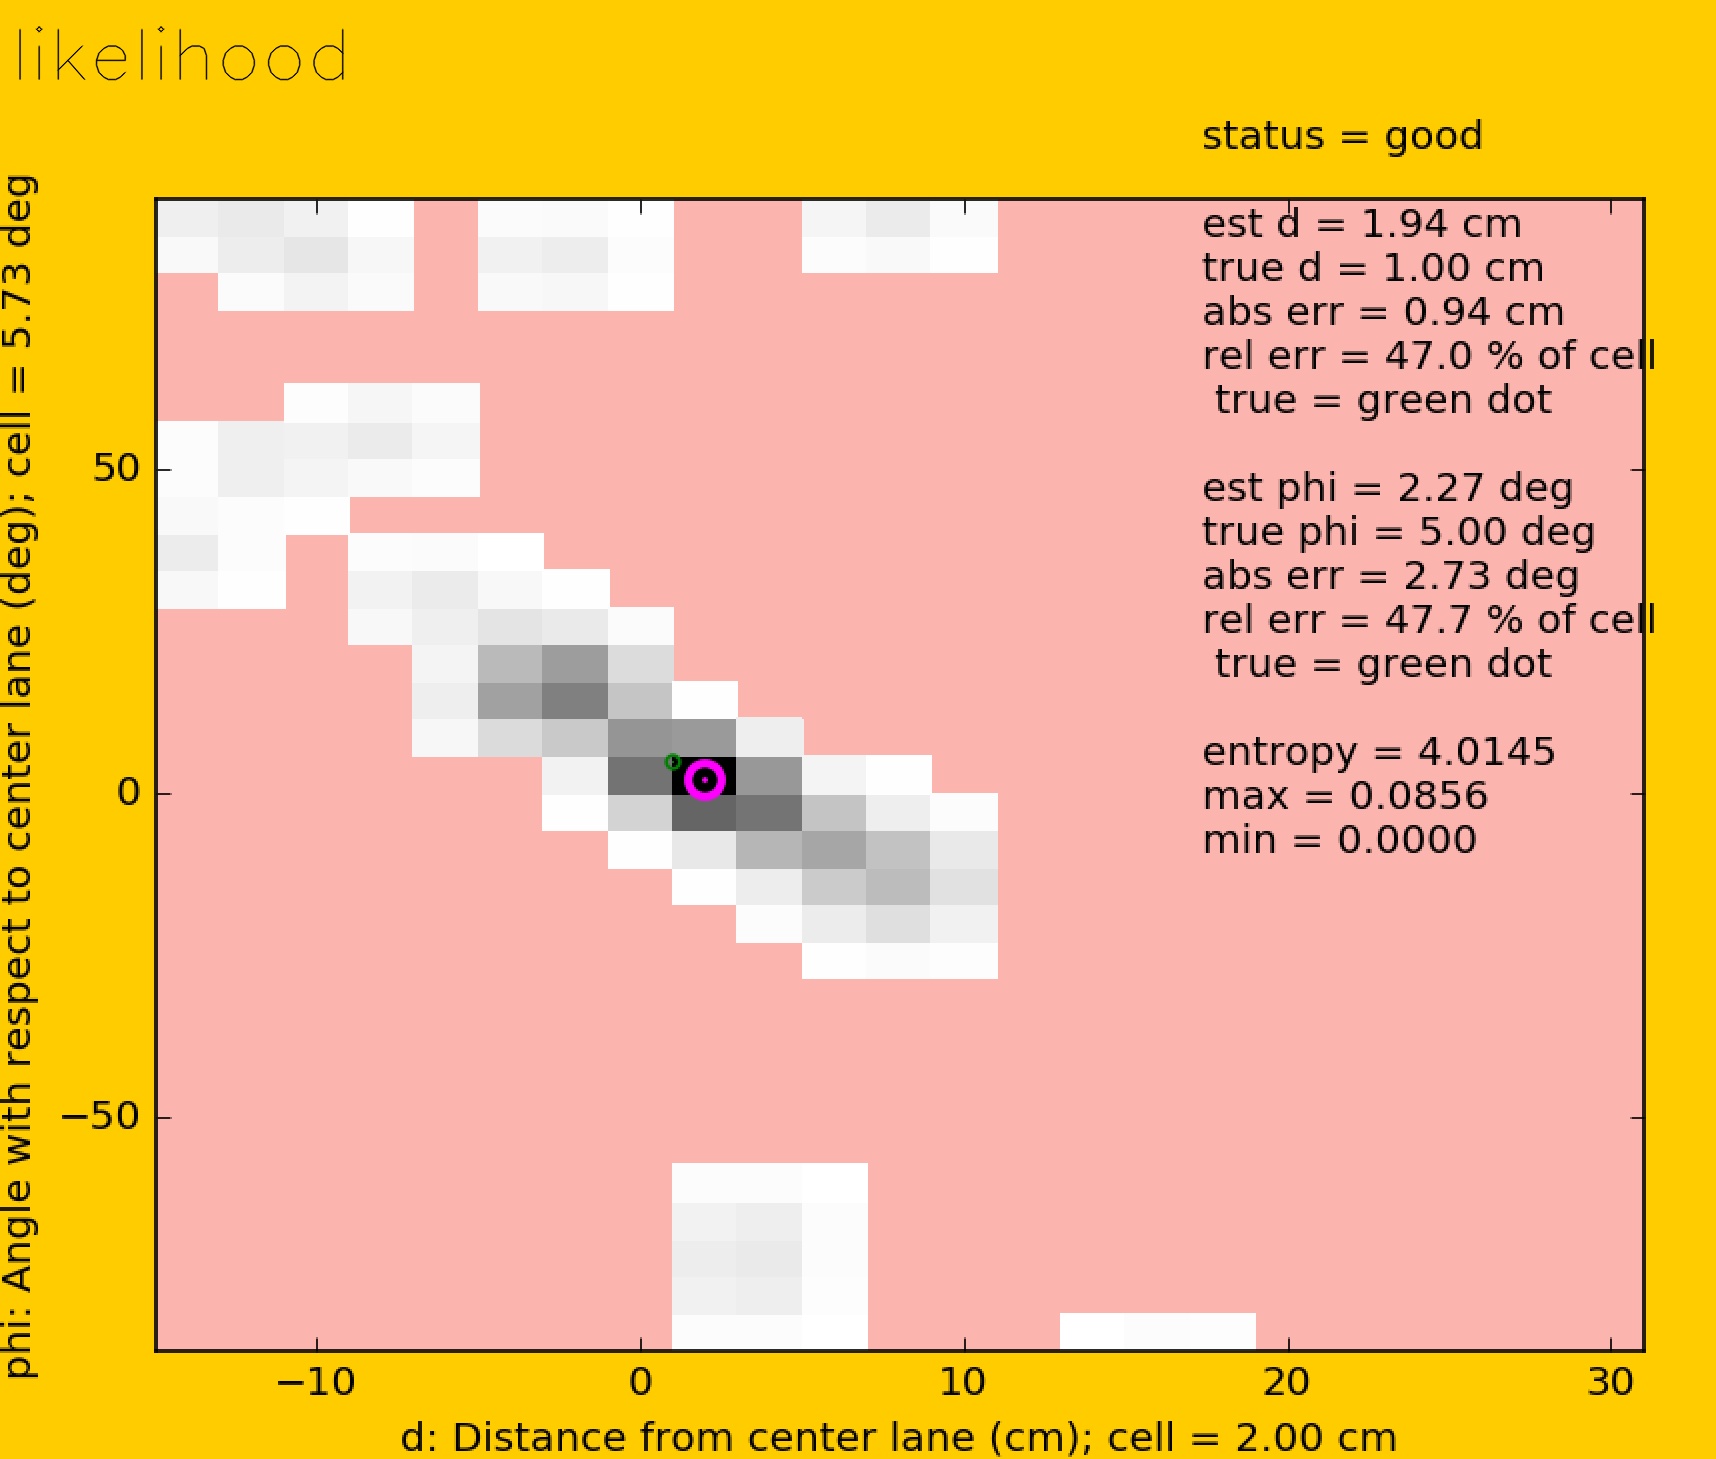 likelihood
status = good
est d = 1.94 cm
true d = 1.00 cm
abs err = 0.94 cm
rel err = 47.0 % of cell
true = green dot
est phi = 2.27 deg
true phi = 5.00 deg
abs err = 2.73 deg
rel err = 47.7 % of cell
true = green dot
entropy = 4.0145
max = 0.0856
min = 0.0000
phi: Angle with respect to center lane (deg); cell = 5.73 deg
50
0
−50
−10
0
10
20
30
d: Distance from center lane (cm); cell = 2.00 cm